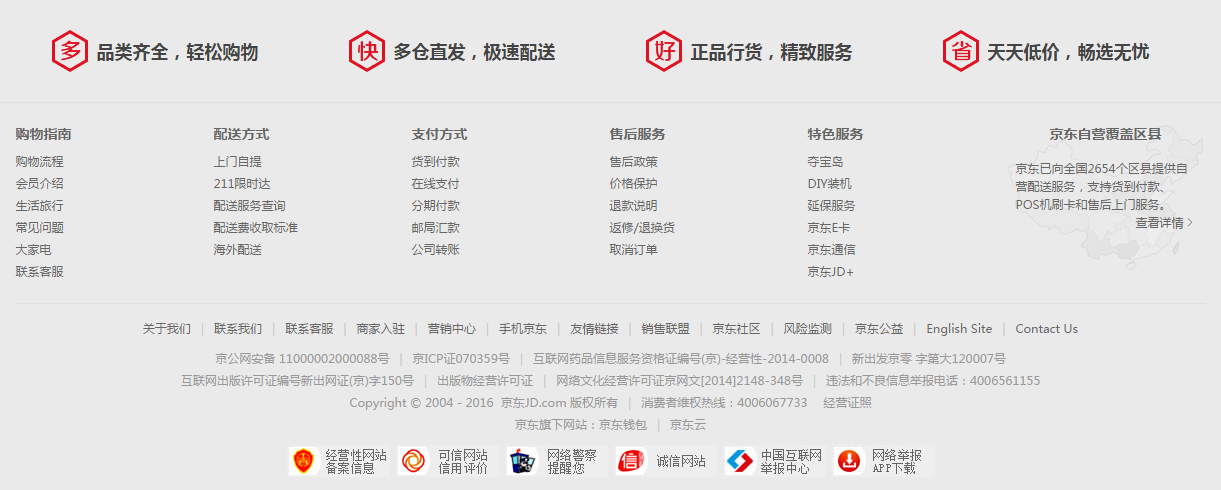 多 品类齐全，轻松购物
快 多仓直发，极速配送
好 正品行货，精致服务
省 天天低价，畅选无忧
购物指南
购物流程
会员介绍
生活旅行
常见问题
大家电
联系客服
配送方式
上门自提
211限时达
配送服务查询
配送费收取标准
海外配送
支付方式
货到付款
在线支付
分期付款
邮局汇款
公司转账
售后服务
售后政策
价格保护
退款说明
返修/退换货
取消订单
特色服务
夺宝岛
DIY装机
延保服务
京东E卡
京东通信
京东JD+
京东自营覆盖区县
京东已向全国2654个区县提供自
营配送服务，支持货到付款、
POS机刷卡和售后上门服务。
查看详情 >
关于我们 | 联系我们 | 联系客服 | 商家入驻 | 营销中心 | 手机京东 | 友情链接 | 销售联盟 | 京东社区 | 风险监测 | 京东公益 | English Site | Contact Us
京公网安备 11000002000088号 | 京ICP证070359号 | 互联网药品信息服务资格证编号(京)-经营性-2014-0008 | 新出发京零 字第大120007号
互联网出版许可证编号新出网证(京)字150号 | 出版物经营许可证 | 网络文化经营许可证京网文[2014]2148-348号 | 违法和不良信息举报电话：4006561155
Copyright © 2004 - 2016 京东JD.com 版权所有 | 消费者维权热线：4006067733 经营证照
京东旗下网站：京东钱包 | 京东云
经营性网站
备案信息
可信网站
信用评价
网络警察
提醒您
诚信网站
中国互联网
举报中心
网络举报
APP下载